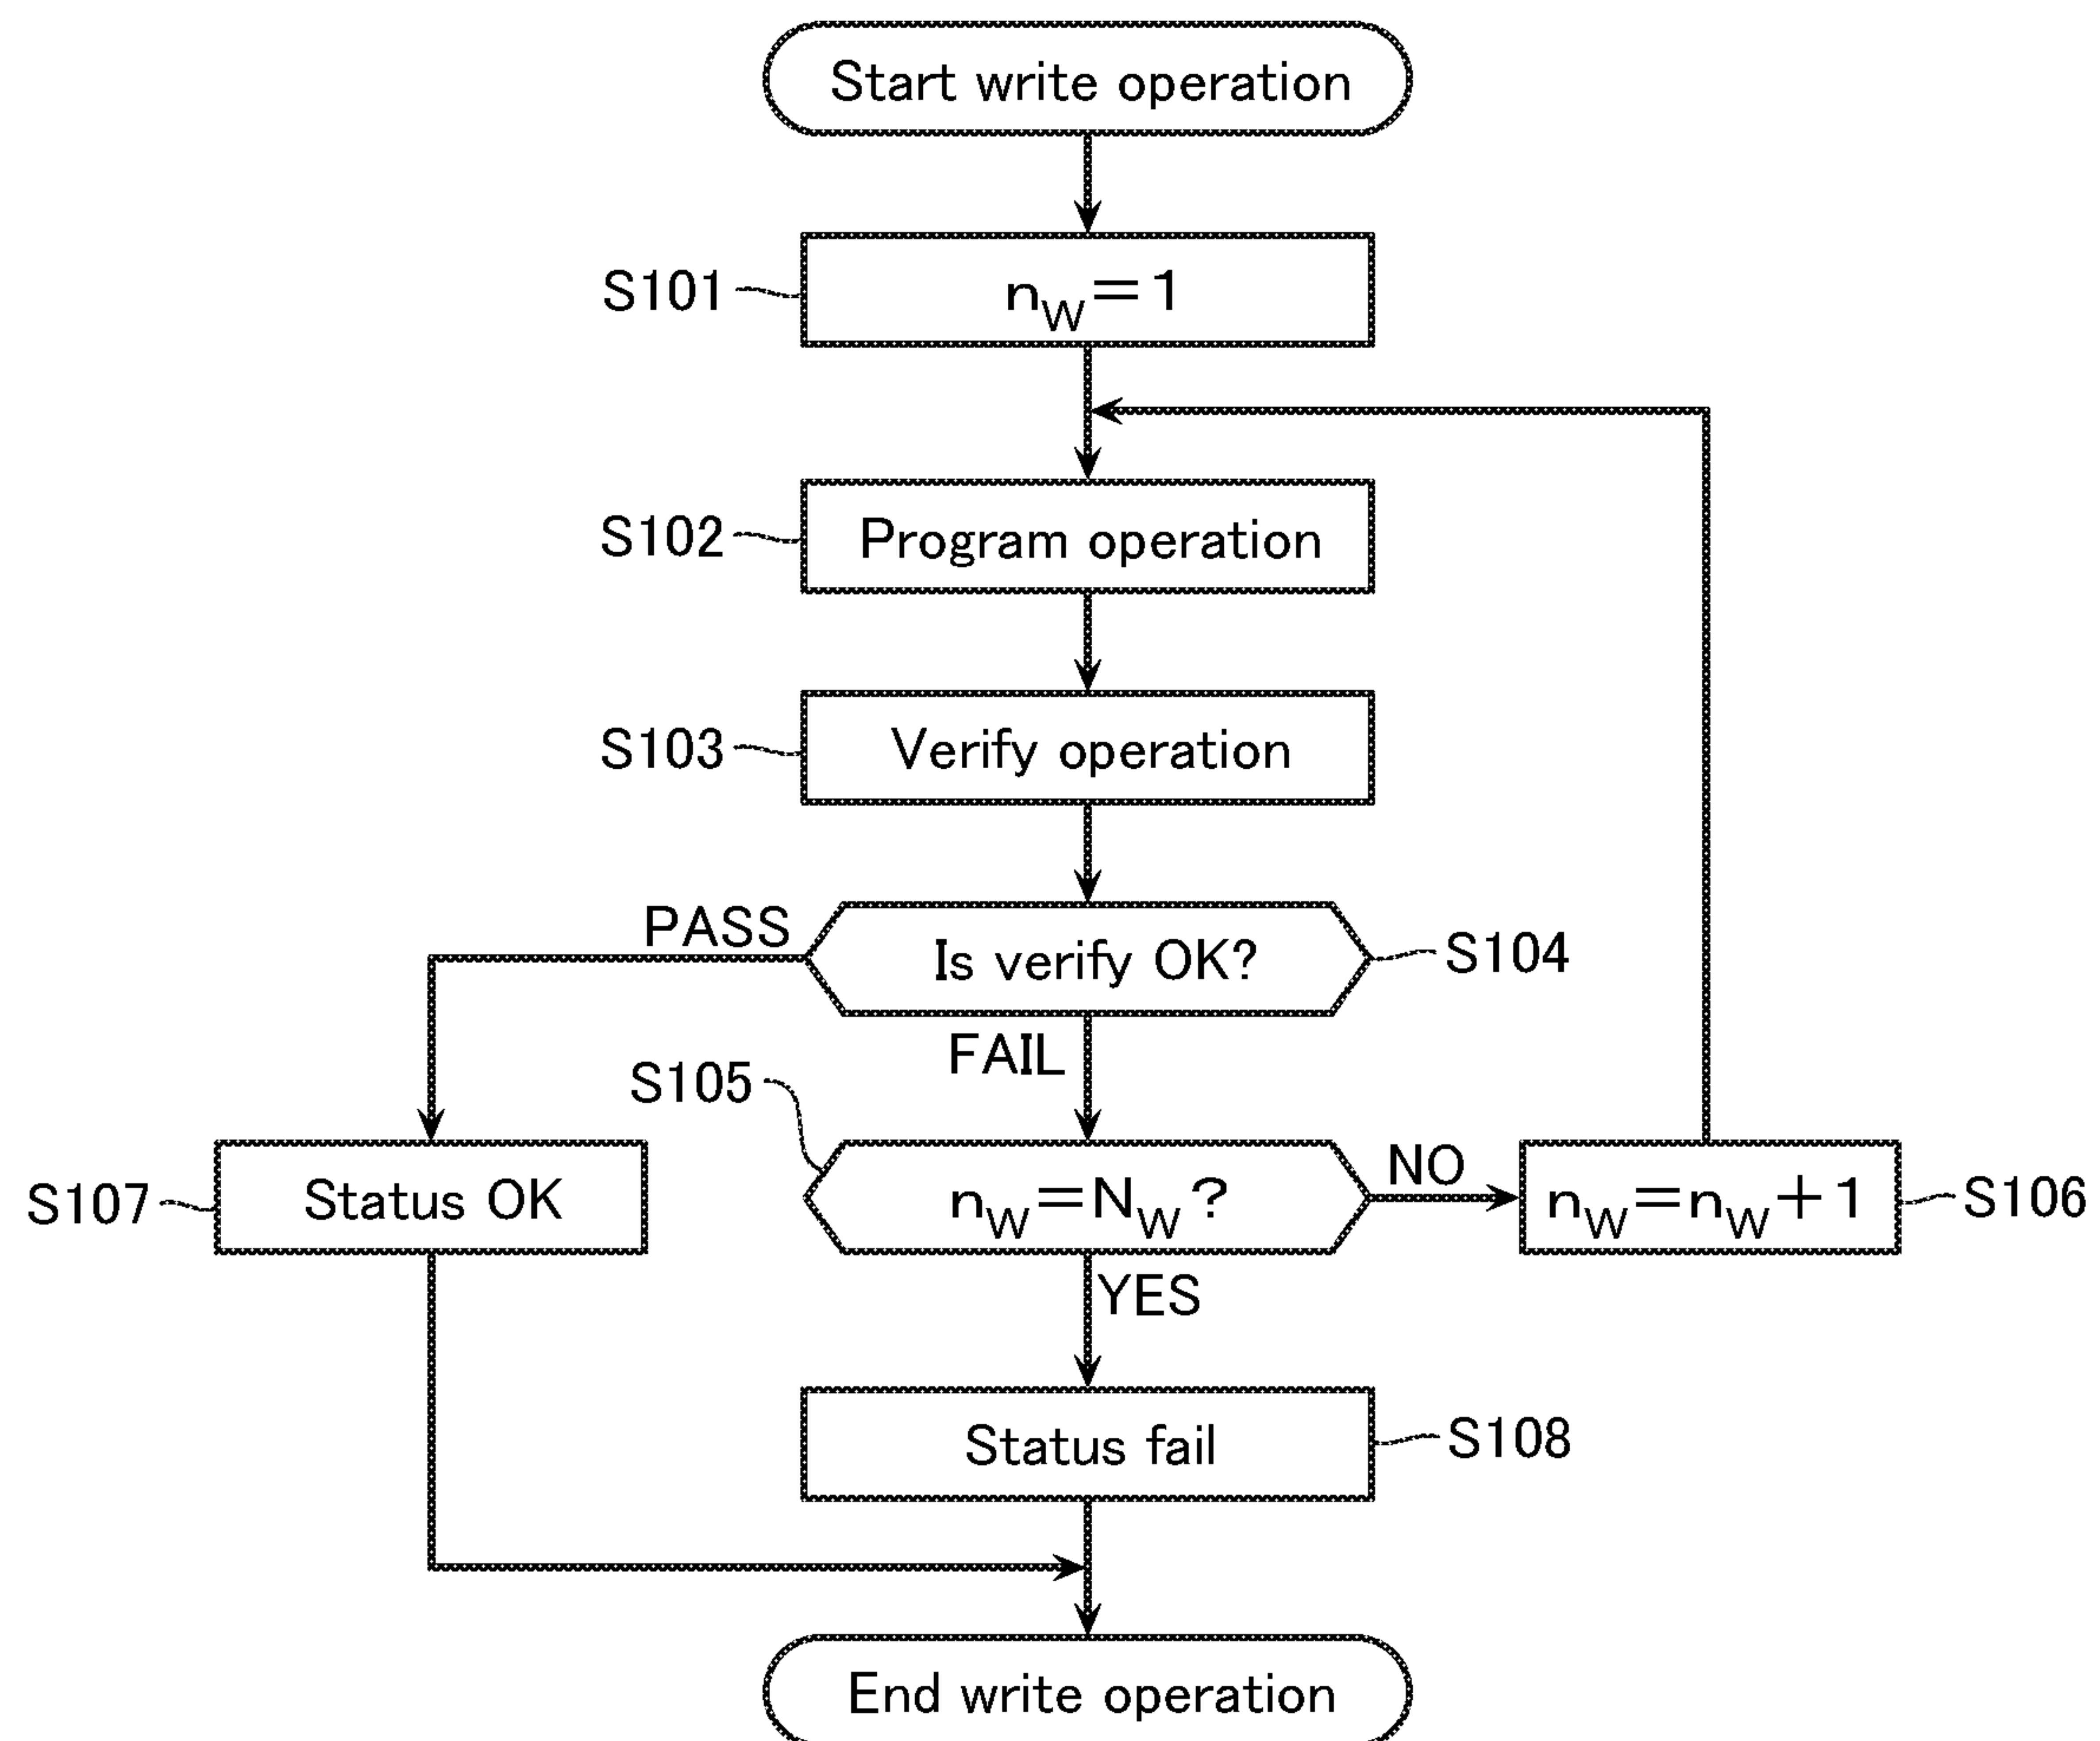 Start write operation
S101
nW=1
S102
Program operation
S103
Verify operation
PASS
Is verify OK?
S104
FAIL
S105
S107
Status OK
nW=NW?
NO
nW=nW+1
S106
YES
Status fail
S108
End write operation